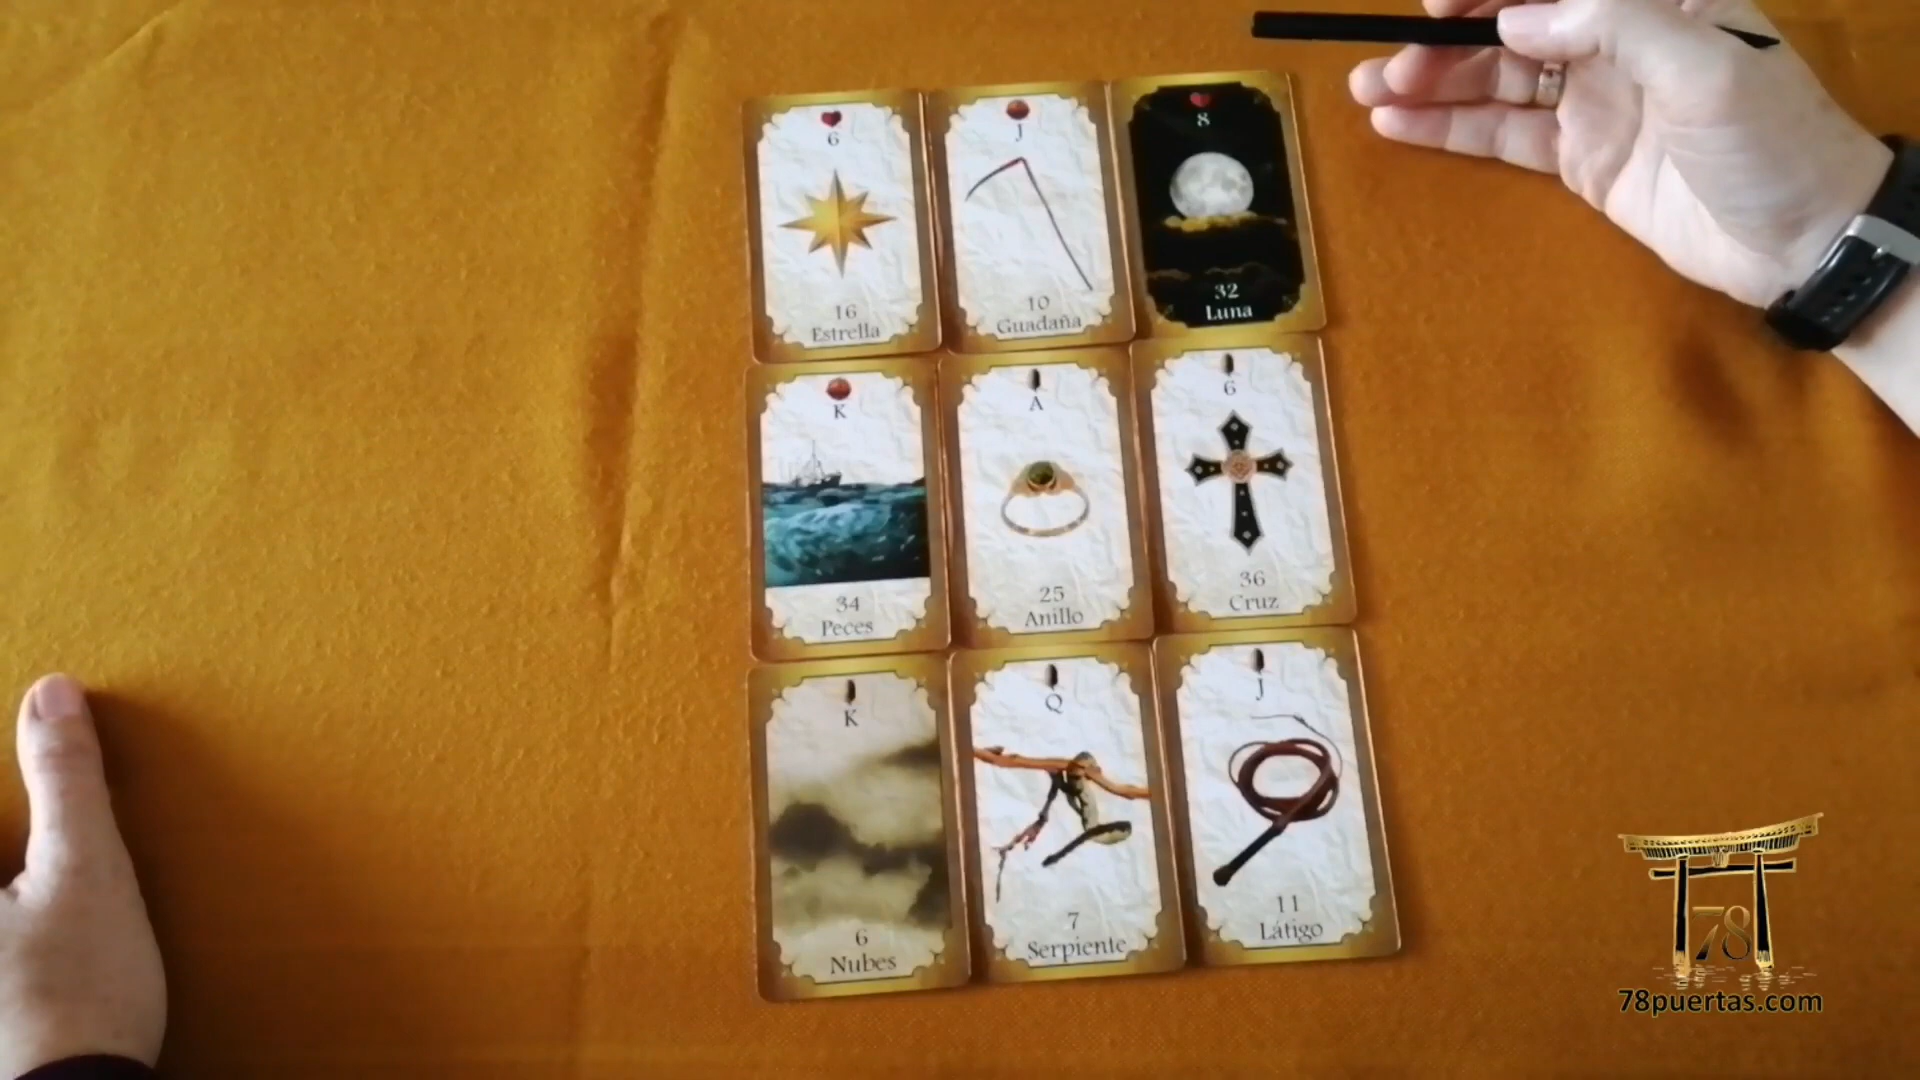 6
16
Estrella
J
10
Guadaña
8
32
Luna
K
34
Peces
A
25
Anillo
6
36
Cruz
K
6
Nubes
Q
7
Serpiente
J
11
Látigo
78
78puertas.com